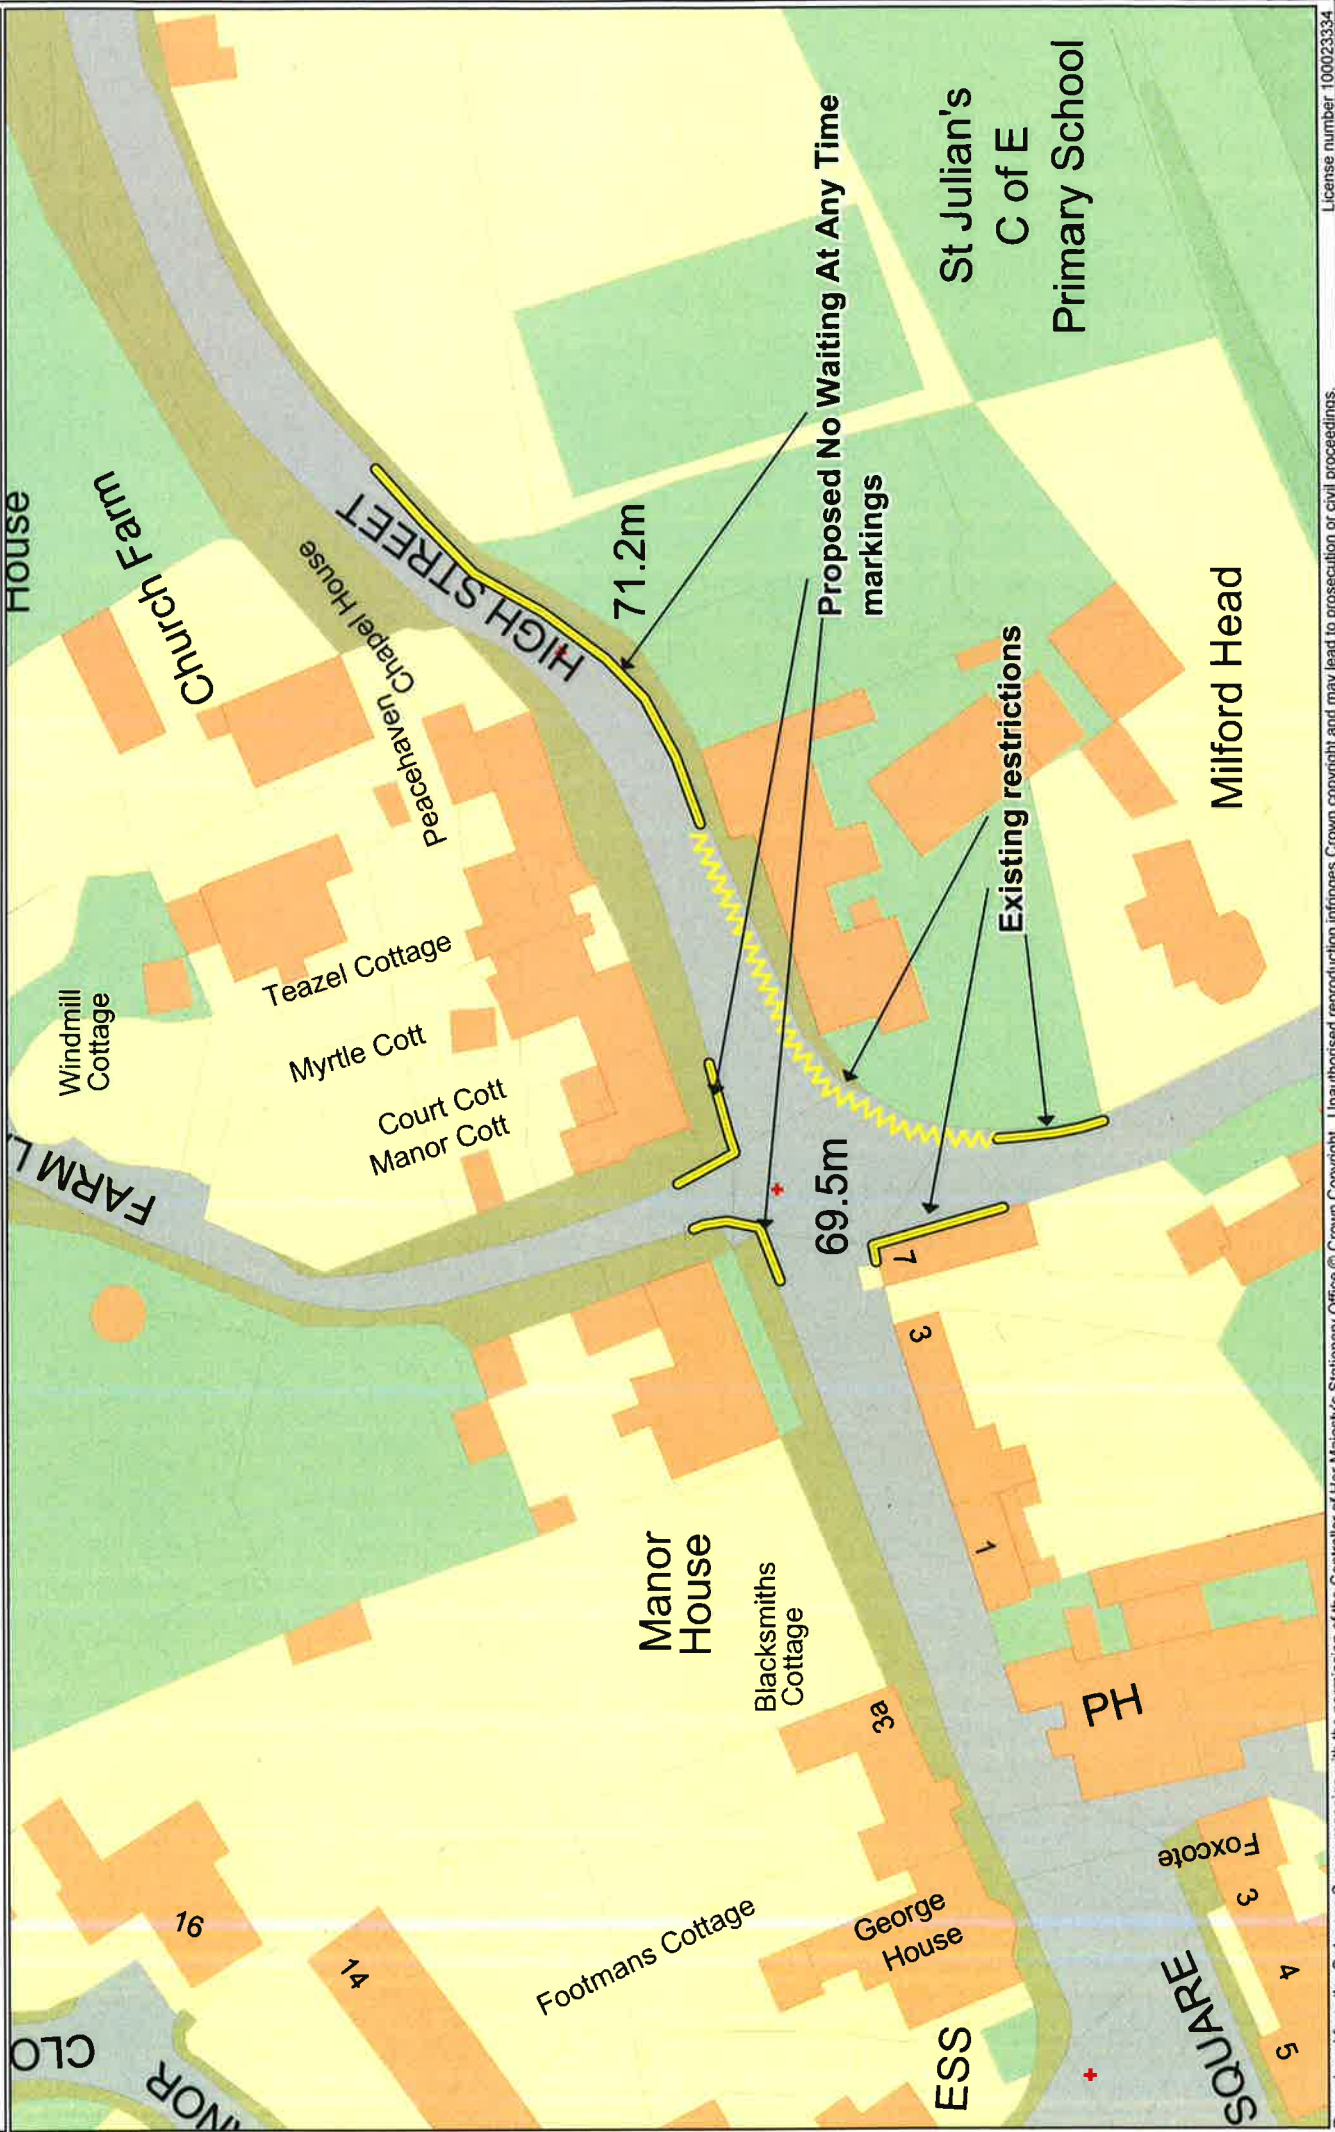 House
Church Farm
HIGH STREET
Chapel House
Peacehaven
71.2m
Proposed No Waiting At Any Time
markings
St Julian's
C of E
Primary School
Existing restrictions
Milford Head
Windmill
Cottage
Teazel Cottage
Myrtle Cott
Court Cott
Manor Cott
FARM L
69.5m
7
3
1
Manor
House
Blacksmiths
Cottage
3a
PH
Foxcote
3
4
5
SQUARE
George
House
Footmans Cottage
ESS
16
14
CLO
NOR
License number 100023334